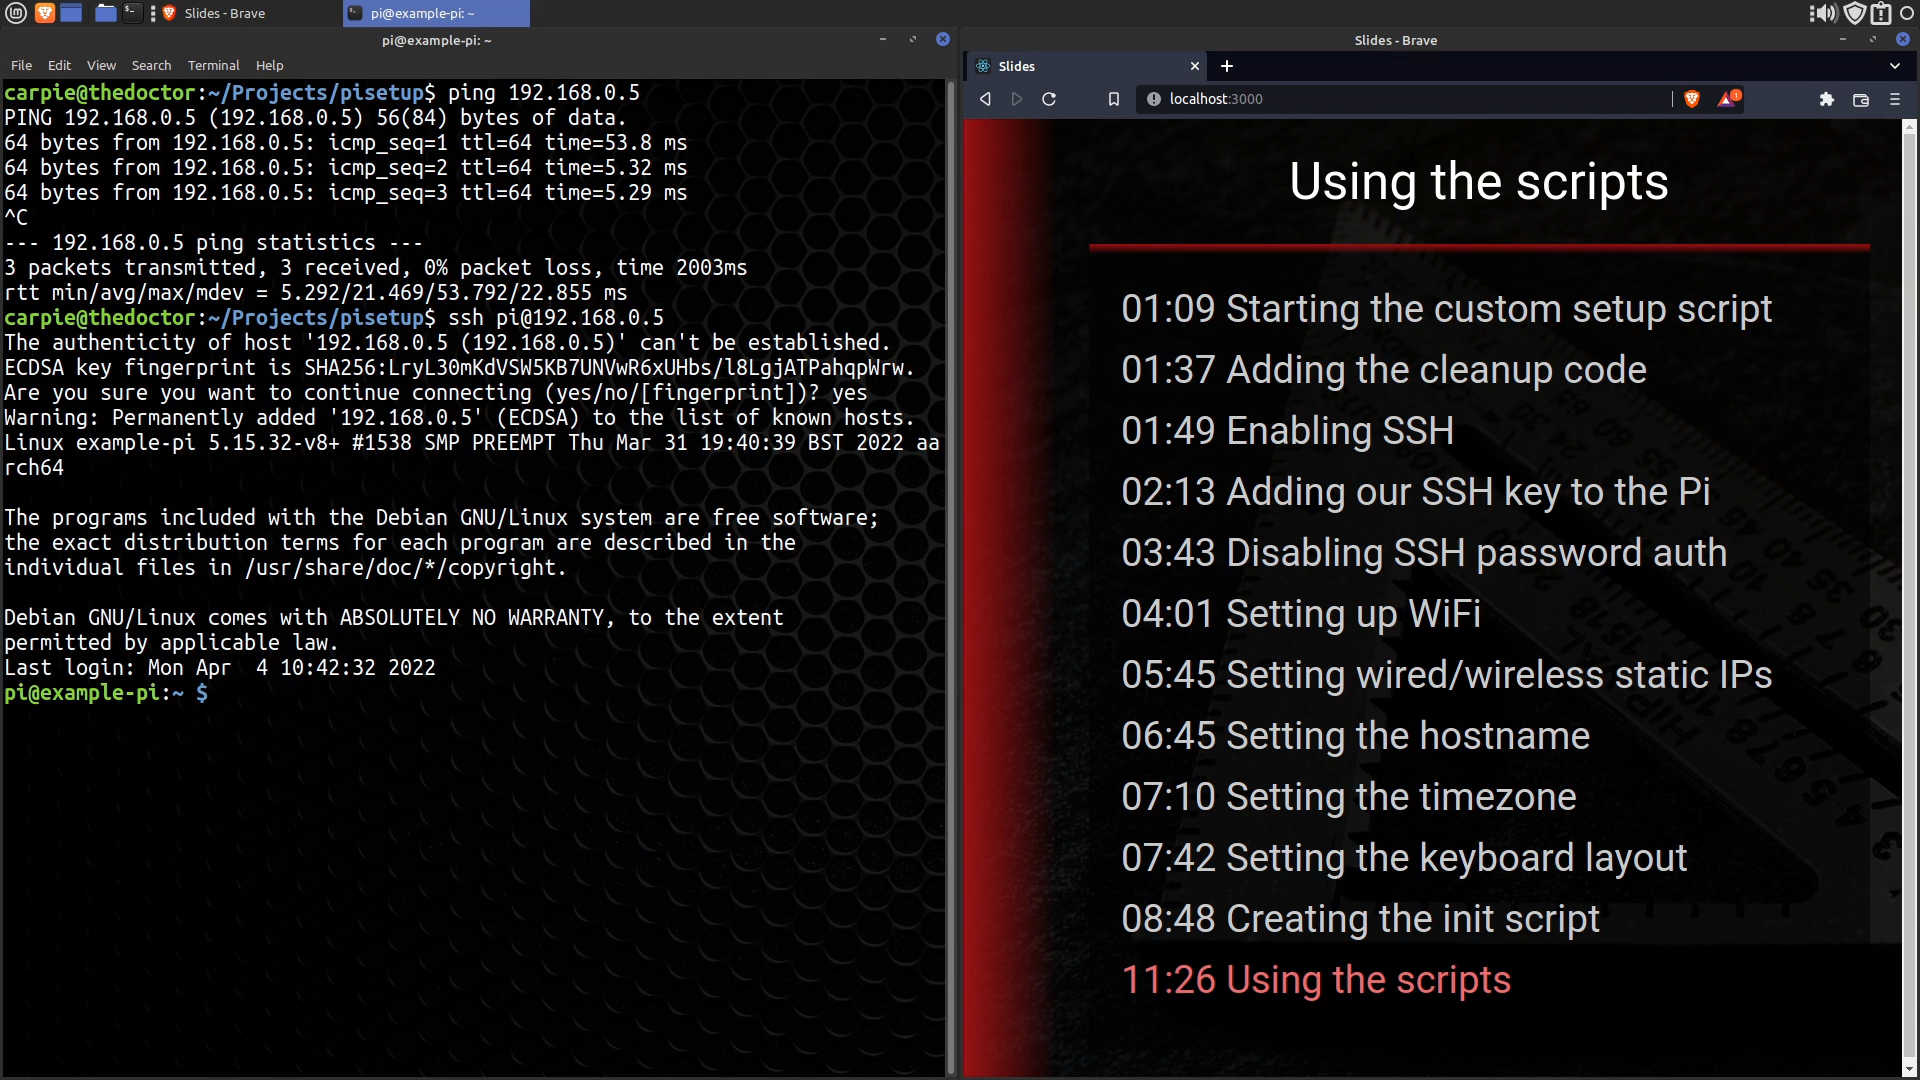 Slides - Brave
pi@example-pi: ~
pi@example-pi: ~
File Edit View Search Terminal Help
carpie@thedoctor:~/Projects/pisetup$ ping 192.168.0.5
PING 192.168.0.5 (192.168.0.5) 56(84) bytes of data.
64 bytes from 192.168.0.5: icmp_seq=1 ttl=64 time=53.8 ms
64 bytes from 192.168.0.5: icmp_seq=2 ttl=64 time=5.32 ms
64 bytes from 192.168.0.5: icmp_seq=3 ttl=64 time=5.29 ms
^C
--- 192.168.0.5 ping statistics ---
3 packets transmitted, 3 received, 0% packet loss, time 2003ms
rtt min/avg/max/mdev = 5.292/21.469/53.792/22.855 ms
carpie@thedoctor:~/Projects/pisetup$ ssh pi@192.168.0.5
The authenticity of host '192.168.0.5 (192.168.0.5)' can't be established.
ECDSA key fingerprint is SHA256:LryL30mKdVSW5KB7UNVwR6xUHbs/l8LgjATPahqpWrw.
Are you sure you want to continue connecting (yes/no/[fingerprint])? yes
Warning: Permanently added '192.168.0.5' (ECDSA) to the list of known hosts.
Linux example-pi 5.15.32-v8+ #1538 SMP PREEMPT Thu Mar 31 19:40:39 BST 2022 aa
rch64
The programs included with the Debian GNU/Linux system are free software;
the exact distribution terms for each program are described in the
individual files in /usr/share/doc/*/copyright.
Debian GNU/Linux comes with ABSOLUTELY NO WARRANTY, to the extent
permitted by applicable law.
Last login: Mon Apr  4 10:42:32 2022
pi@example-pi:~ $
Slides - Brave
Slides
localhost:3000
1
Using the scripts
01:09 Starting the custom setup script
01:37 Adding the cleanup code
01:49 Enabling SSH
02:13 Adding our SSH key to the Pi
03:43 Disabling SSH password auth
04:01 Setting up WiFi
05:45 Setting wired/wireless static IPs
06:45 Setting the hostname
07:10 Setting the timezone
07:42 Setting the keyboard layout
08:48 Creating the init script
11:26 Using the scripts